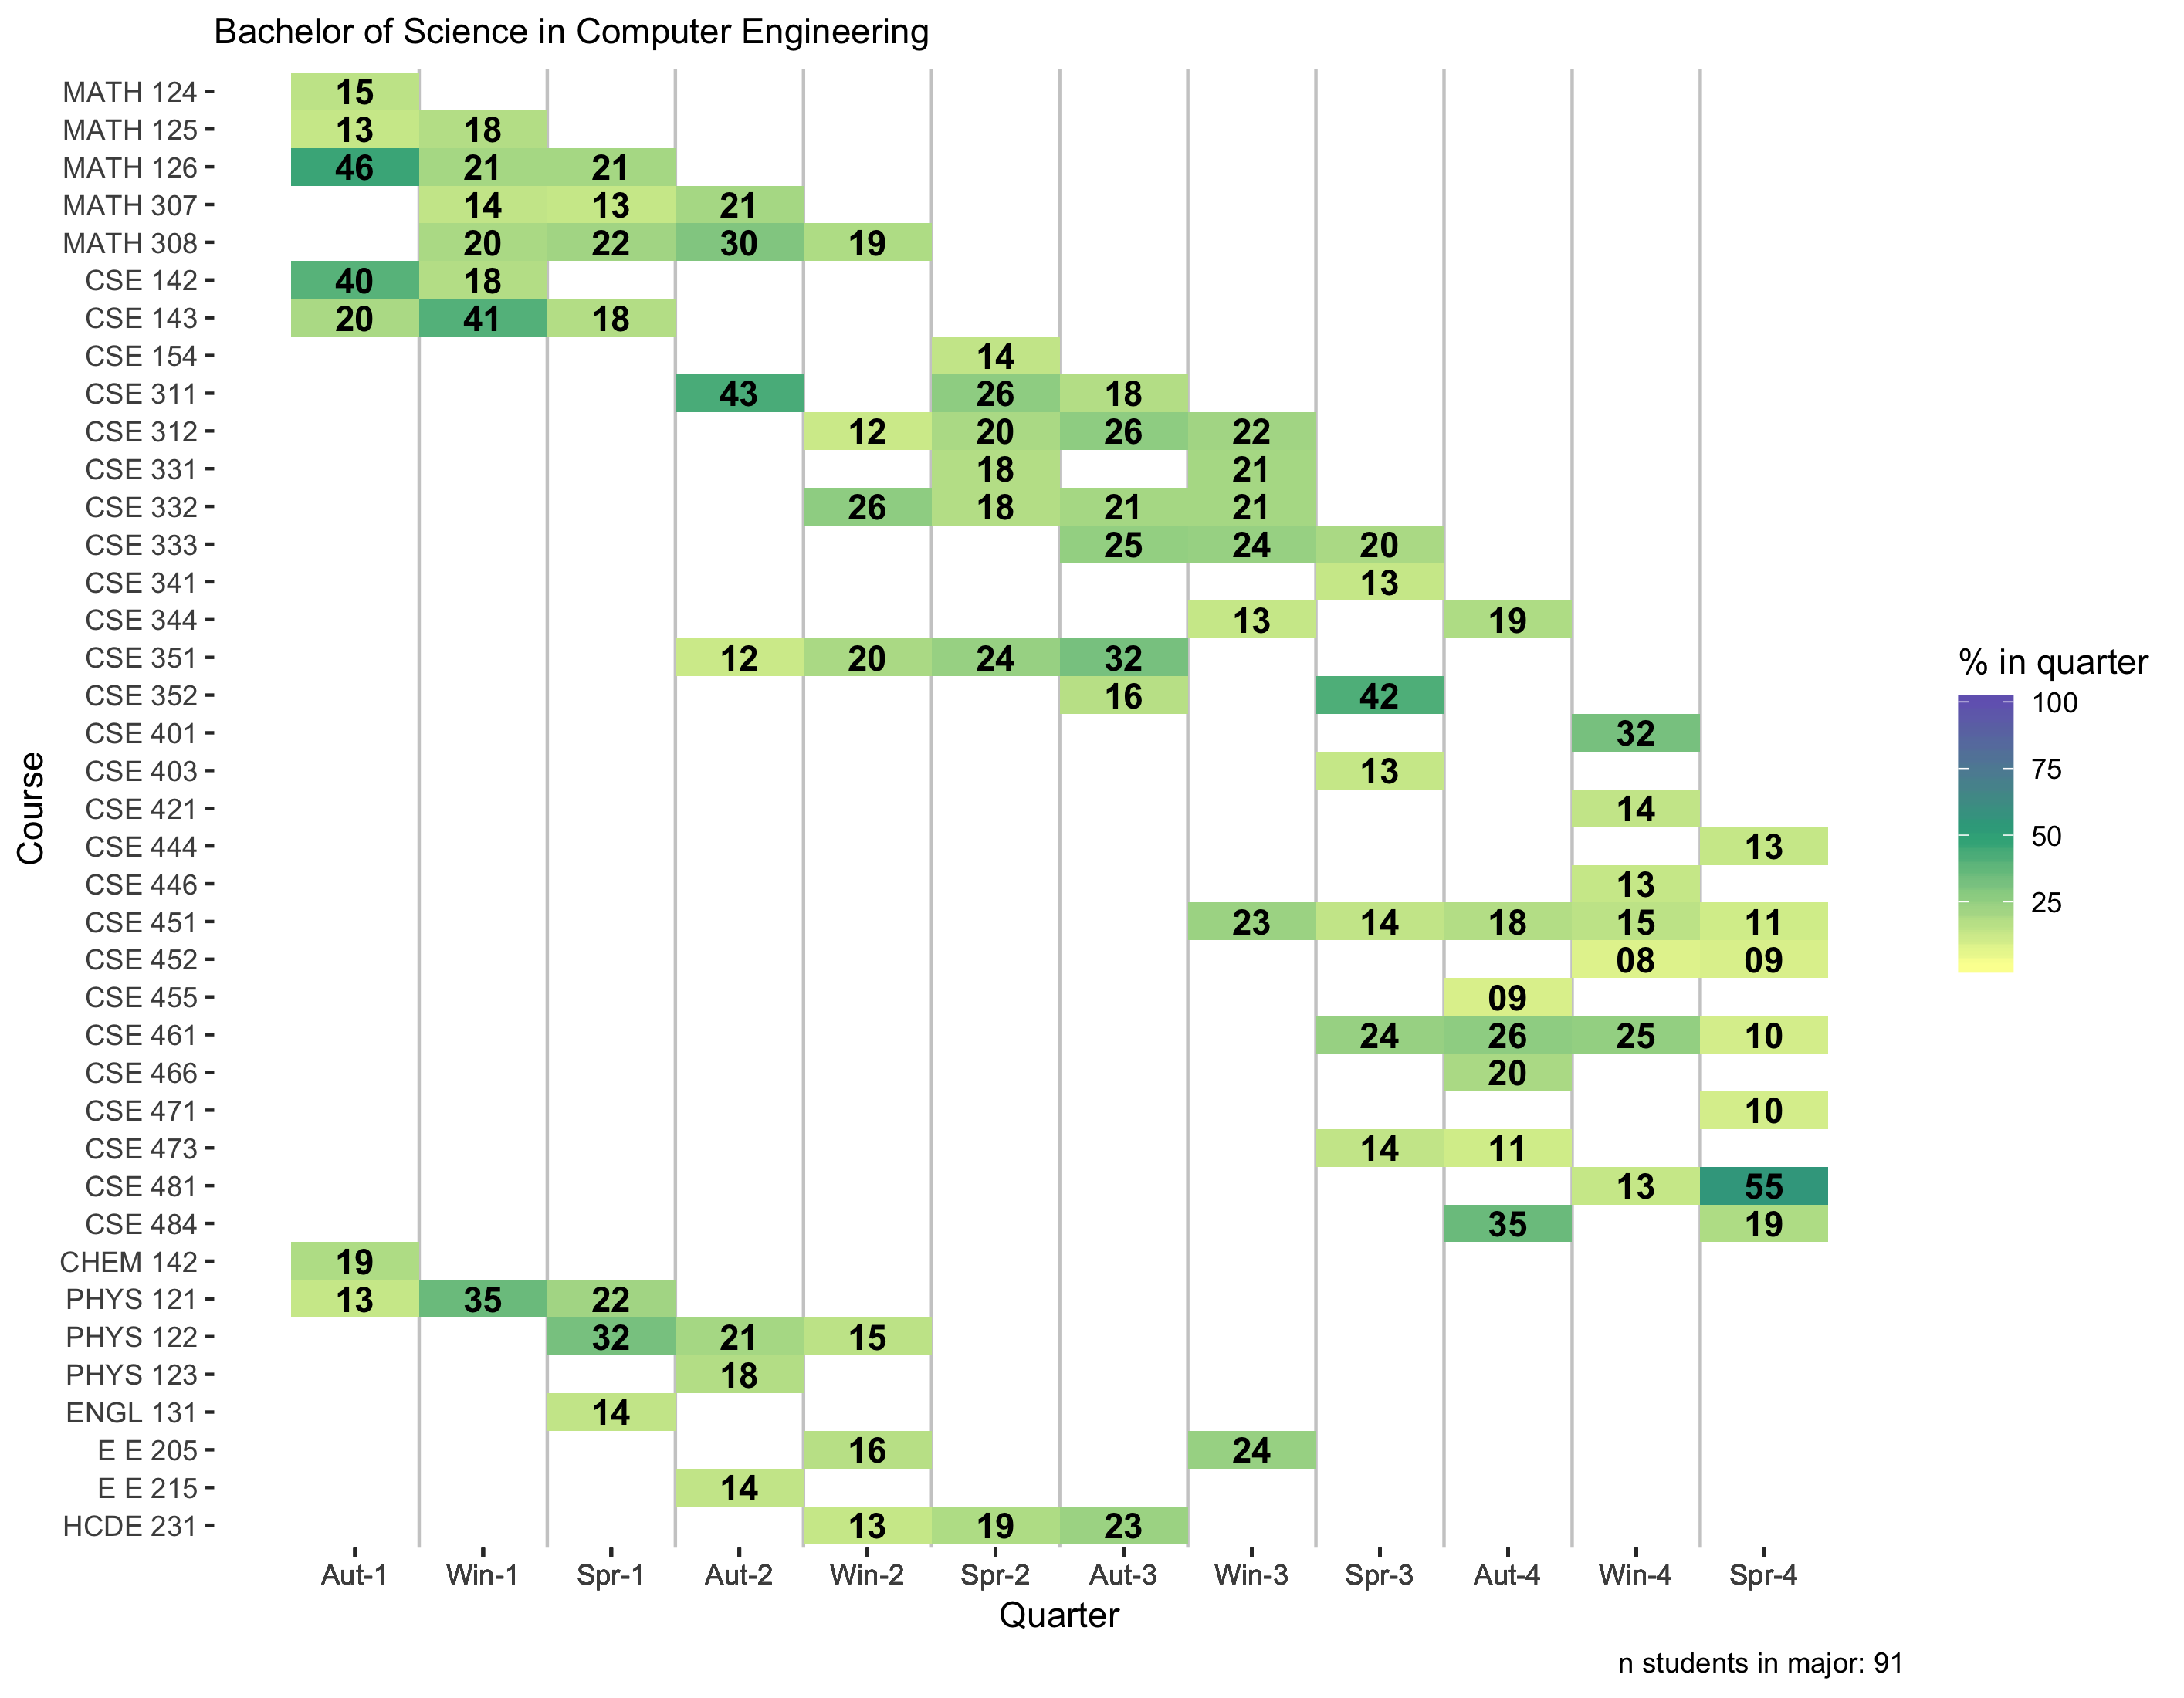 Bachelor of Science in Computer Engineering
MATH 124 15
MATH 125 13 18
MATH 126 46 21 21
MATH 307 14 13 21
MATH 308 20 22 30 19
CSE 142 40 18
CSE 143 20 41 18
CSE 154 14
CSE 311 43 26 18
CSE 312 12 20 26 22
CSE 331 18 21
CSE 332 26 18 21 21
CSE 333 25 24 20
CSE 341 13
CSE 344 13 19
CSE 351 12 20 24 32
CSE 352 16 42
CSE 401 32
CSE 403 13
CSE 421 14
CSE 444 13
CSE 446 13
CSE 451 23 14 18 15 11
CSE 452 08 09
CSE 455 09
CSE 461 24 26 25 10
CSE 466 20
CSE 471 10
CSE 473 14 11
CSE 481 13 55
CSE 484 35 19
CHEM 142 19
PHYS 121 13 35 22
PHYS 122 32 21 15
PHYS 123 18
ENGL 131 14
E E 205 16 24
E E 215 14
HCDE 231 13 19 23
Aut-1 Win-1 Spr-1 Aut-2 Win-2 Spr-2 Aut-3 Win-3 Spr-3 Aut-4 Win-4 Spr-4
Quarter
Course
% in quarter
100
75
50
25
n students in major: 91